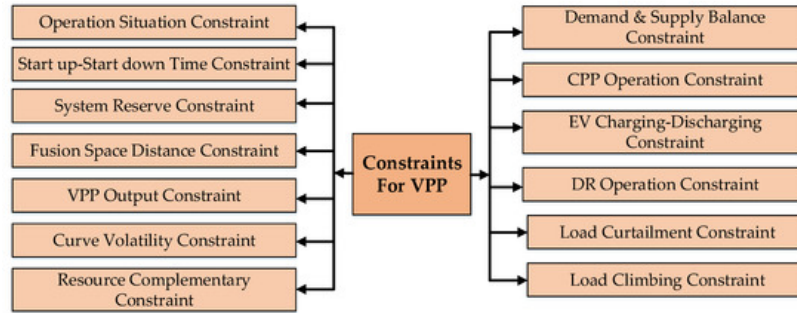 Operation Situation Constraint
Start up-Start down Time Constraint
System Reserve Constraint
Fusion Space Distance Constraint
VPP Output Constraint
Curve Volatility Constraint
Resource Complementary
Constraint
Constraints
For VPP
Demand & Supply Balance
Constraint
CPP Operation Constraint
EV Charging-Discharging
Constraint
DR Operation Constraint
Load Curtailment Constraint
Load Climbing Constraint